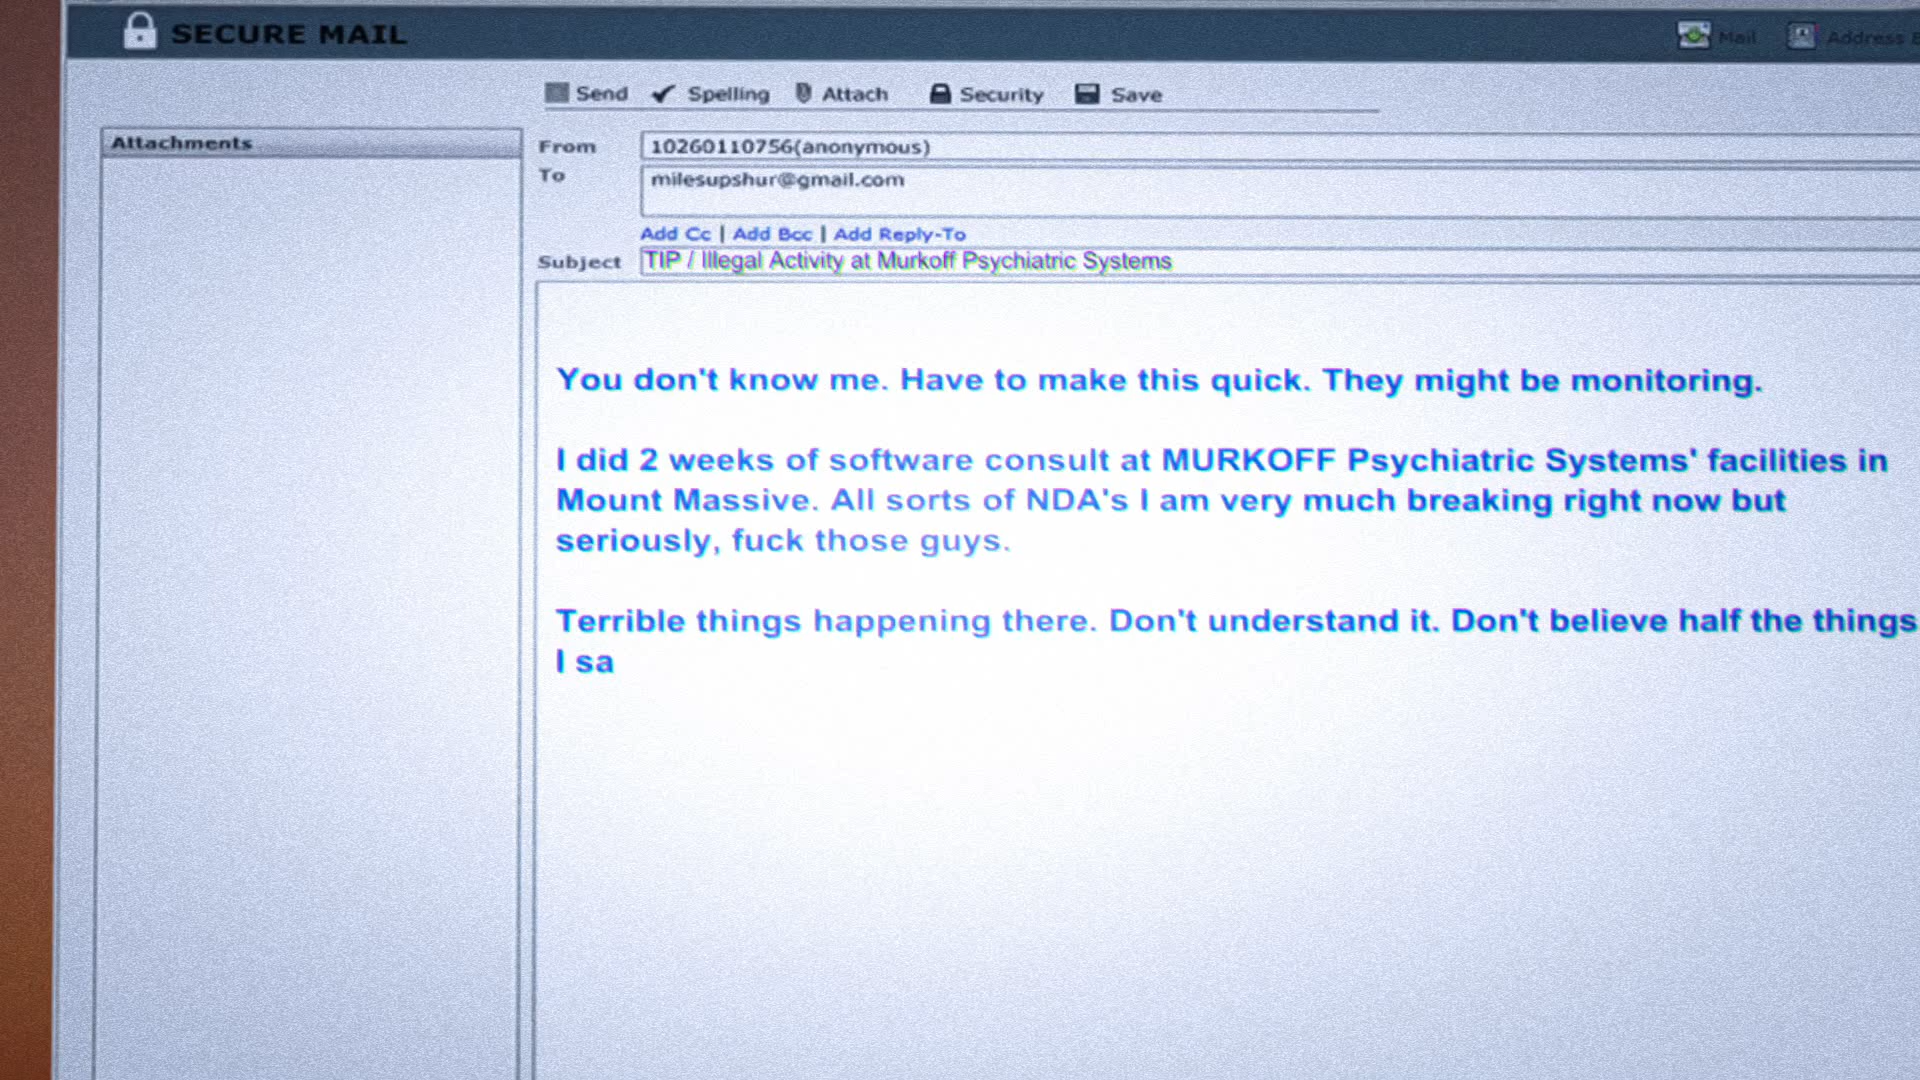 SECURE MAIL
Mail Address B
Send Spelling Attach Security Save
Attachments
From 10260110756(anonymous)
To milesupshur@gmail.com
Add Cc | Add Bcc | Add Reply-To
Subject TIP / Illegal Activity at Murkoff Psychiatric Systems
You don't know me. Have to make this quick. They might be monitoring.
I did 2 weeks of software consult at MURKOFF Psychiatric Systems' facilities in
Mount Massive. All sorts of NDA's I am very much breaking right now but
seriously, fuck those guys.
Terrible things happening there. Don't understand it. Don't believe half the things
I sa